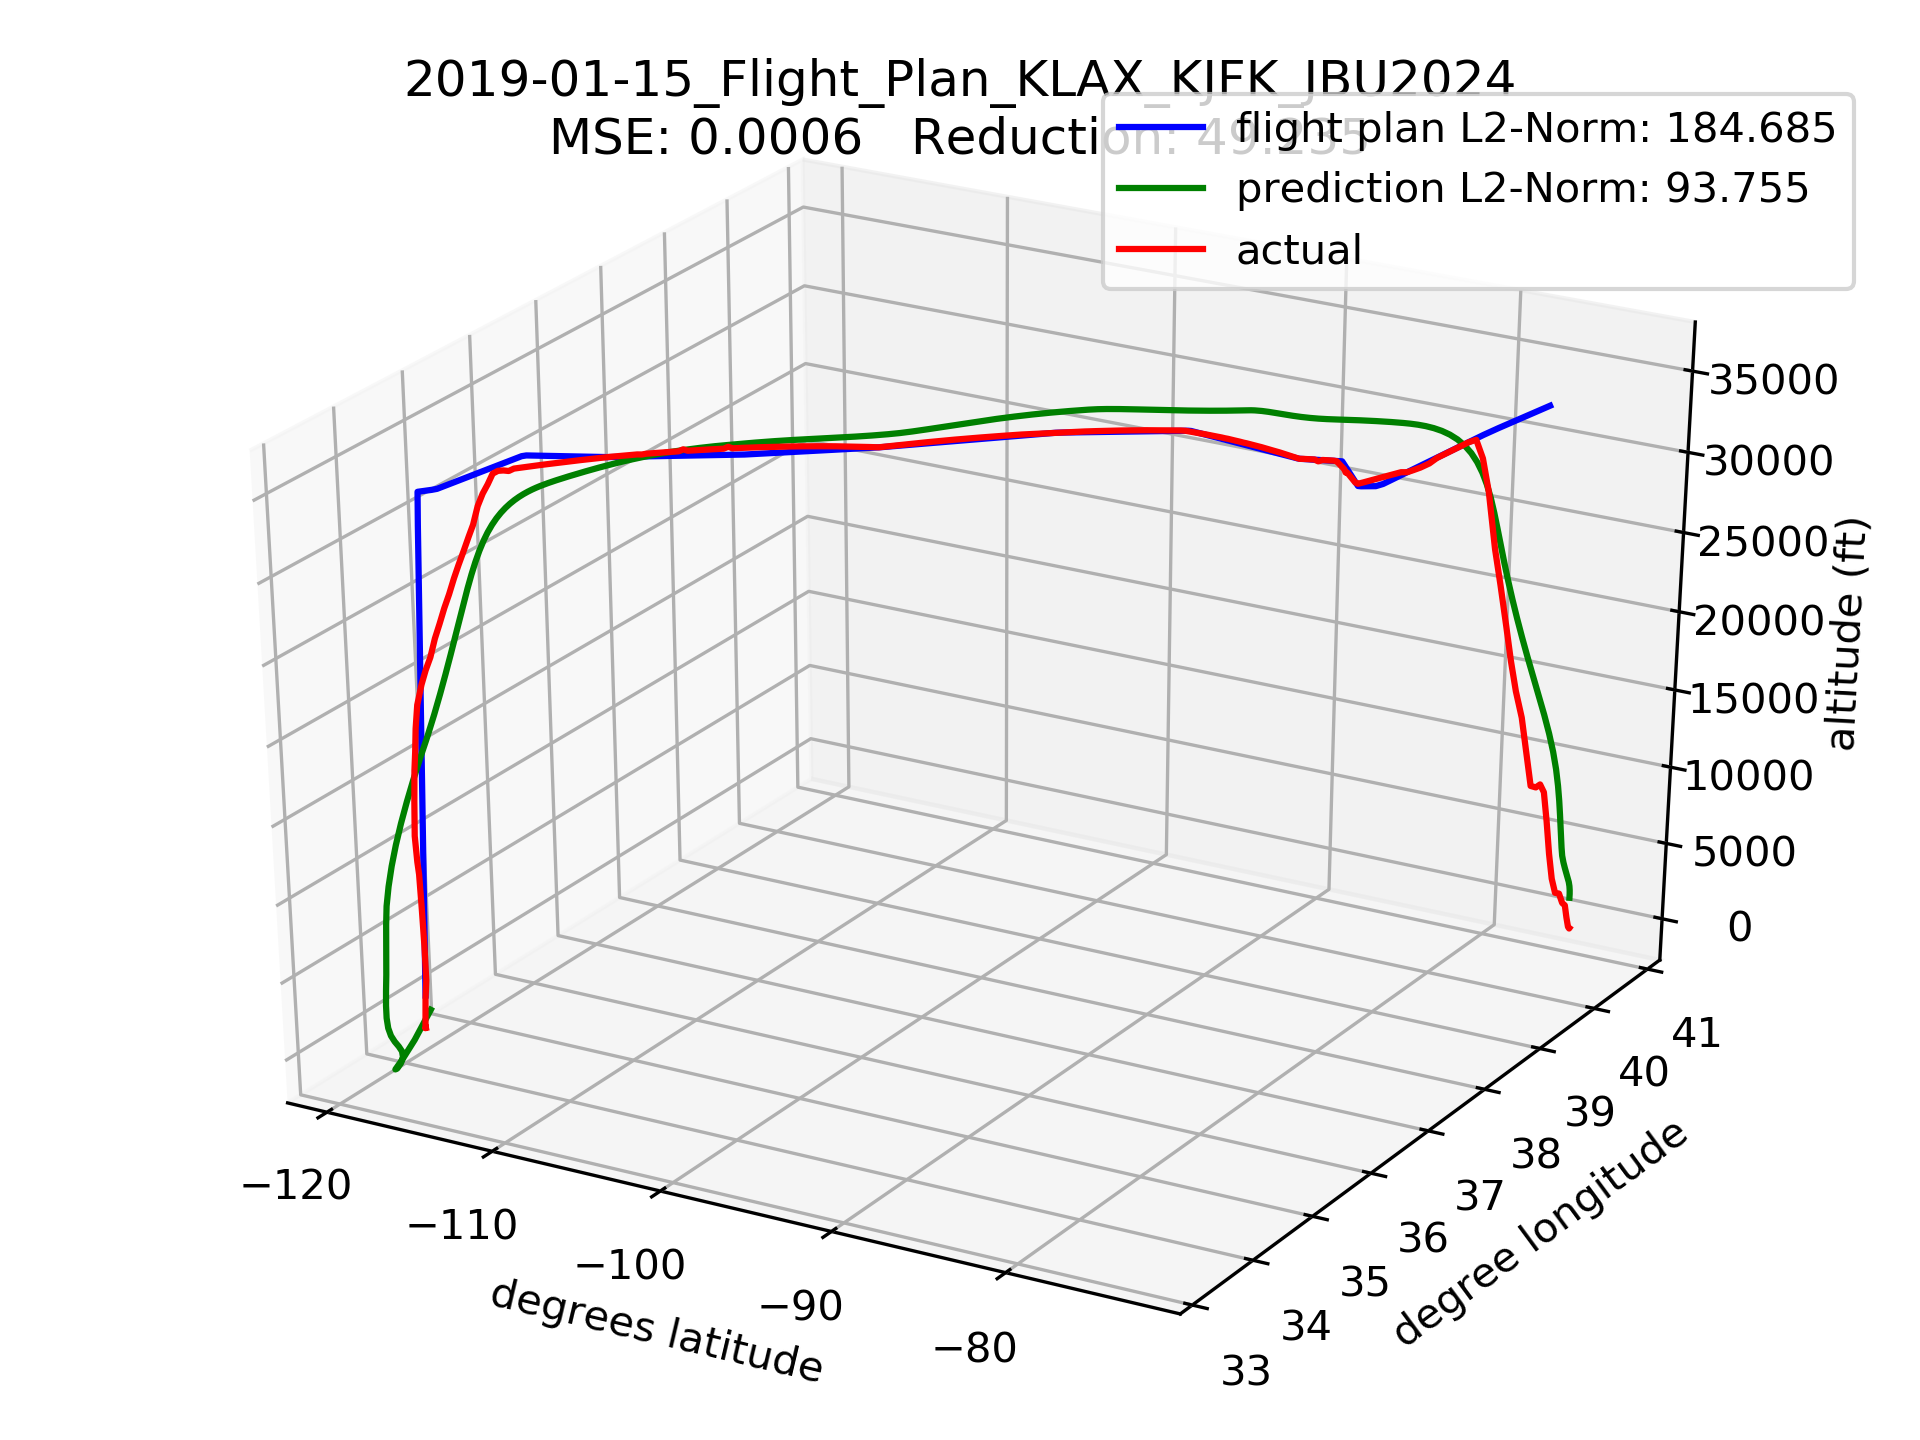 2019-01-15_Flight_Plan_KLAX_KJFK_JBU2024
MSE: 0.0006   Reduction: 49.235
flight plan L2-Norm: 184.685
prediction L2-Norm: 93.755
actual
35000
30000
25000
20000
15000
10000
5000
0
altitude (ft)
41
40
39
38
37
36
35
34
33
degree longitude
−120
−110
−100
−90
−80
degrees latitude